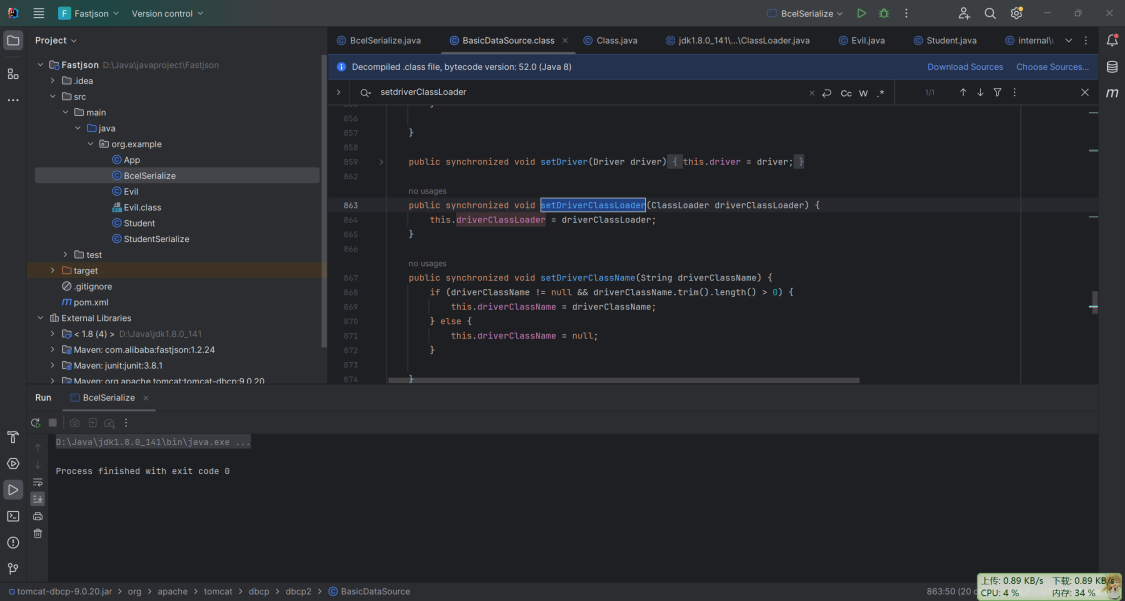 F Fastjson Version control BcelSerialize
Project
BcelSerialize.java BasicDataSource.class Class.java jdk1.8.0_141\...\ClassLoader.java Evil.java Student.java internal\
Fastjson D:\Java\javaproject\Fastjson
Decompiled .class file, bytecode version: 52.0 (Java 8) Download Sources Choose Sources...
.idea
src
setdriverClassLoader Cc W .* 1/1
main
java
org.example
App
BcelSerialize
Evil
Evil.class
Student
StudentSerialize
test
target
.gitignore
m pom.xml
External Libraries
< 1.8 (4) > D:\Java\jdk1.8.0_141
Maven: com.alibaba:fastjson:1.2.24
Maven: junit:junit:3.8.1
Maven: org.apache.tomcat:tomcat-dbcp:9.0.20
856
857 }
858
859 public synchronized void setDriver(Driver driver) { this.driver = driver; }
862
no usages
863 public synchronized void setDriverClassLoader(ClassLoader driverClassLoader) {
864 this.driverClassLoader = driverClassLoader;
865 }
866
no usages
867 public synchronized void setDriverClassName(String driverClassName) {
868 if (driverClassName != null && driverClassName.trim().length() > 0) {
869 this.driverClassName = driverClassName;
870 } else {
871 this.driverClassName = null;
872 }
873
874 }
m
Run BcelSerialize
D:\Java\jdk1.8.0_141\bin\java.exe ...
Process finished with exit code 0
tomcat-dbcp-9.0.20.jar > org > apache > tomcat > dbcp > dbcp2 > BasicDataSource
863:50 (20 c
上传: 0.89 KB/s 下载: 0.89 KB/s
CPU: 4 % 内存: 34 %